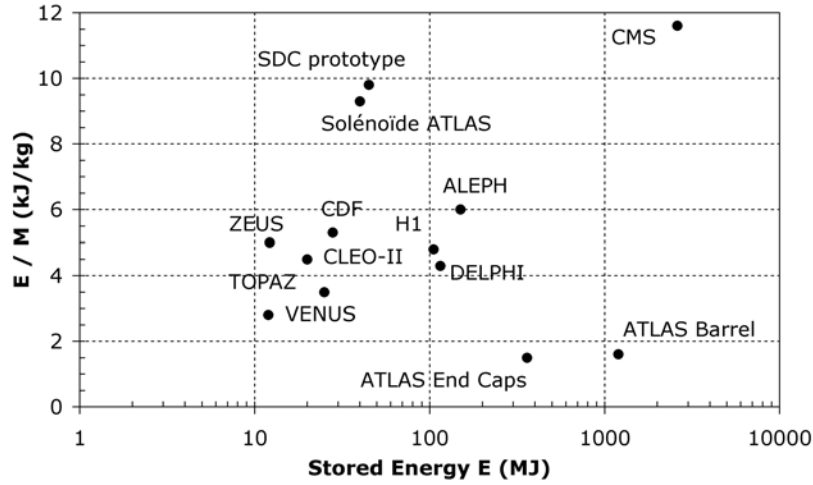 12
CMS
SDC prototype
10
Solénoïde ATLAS
8
E / M (kJ/kg)
ALEPH
6
CDF
H1
ZEUS
CLEO-II
DELPHI
4
TOPAZ
VENUS
2
ATLAS Barrel
ATLAS End Caps
0
1 10 100 1000 10000
Stored Energy E (MJ)